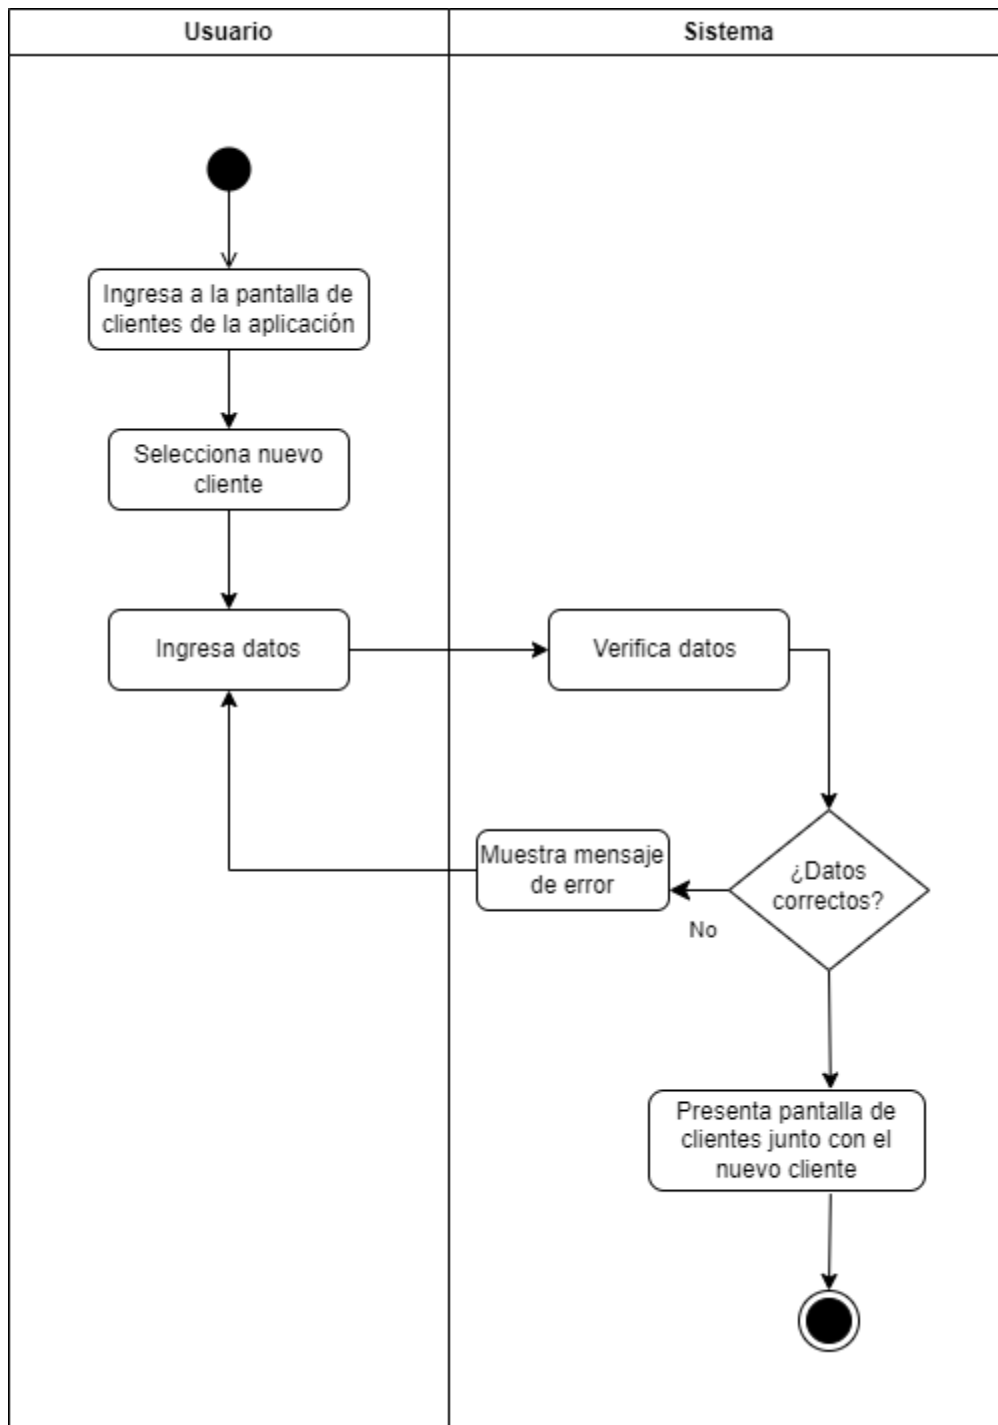 Usuario
Sistema
Ingresa a la pantalla de
clientes de la aplicación
Selecciona nuevo
cliente
Ingresa datos
Verifica datos
Muestra mensaje
de error
¿Datos
correctos?
No
Presenta pantalla de
clientes junto con el
nuevo cliente